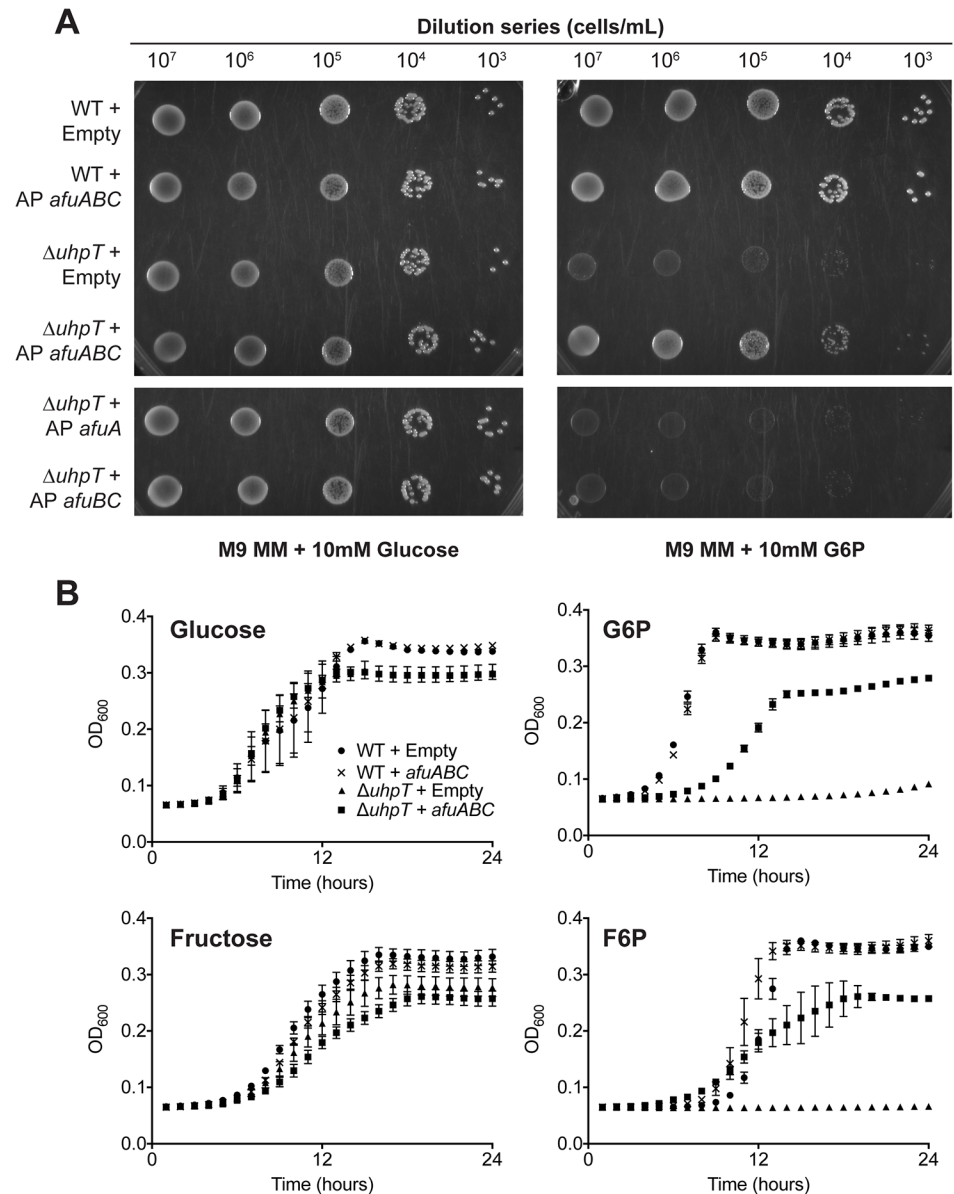 A
Dilution series (cells/mL)
10⁷ 10⁶ 10⁵ 10⁴ 10³ 10⁷ 10⁶ 10⁵ 10⁴ 10³
WT +
Empty
WT +
AP afuABC
ΔuhpT +
Empty
ΔuhpT +
AP afuABC
ΔuhpT +
AP afuA
ΔuhpT +
AP afuBC
M9 MM + 10mM Glucose
M9 MM + 10mM G6P
B
Glucose
OD₆₀₀
0.4
0.3
0.2
0.1
0.0
0 12 24
Time (hours)
WT + Empty
WT + afuABC
ΔuhpT + Empty
ΔuhpT + afuABC
G6P
OD₆₀₀
0.4
0.3
0.2
0.1
0.0
0 12 24
Time (hours)
Fructose
OD₆₀₀
0.4
0.3
0.2
0.1
0.0
0 12 24
Time (hours)
F6P
OD₆₀₀
0.4
0.3
0.2
0.1
0.0
0 12 24
Time (hours)